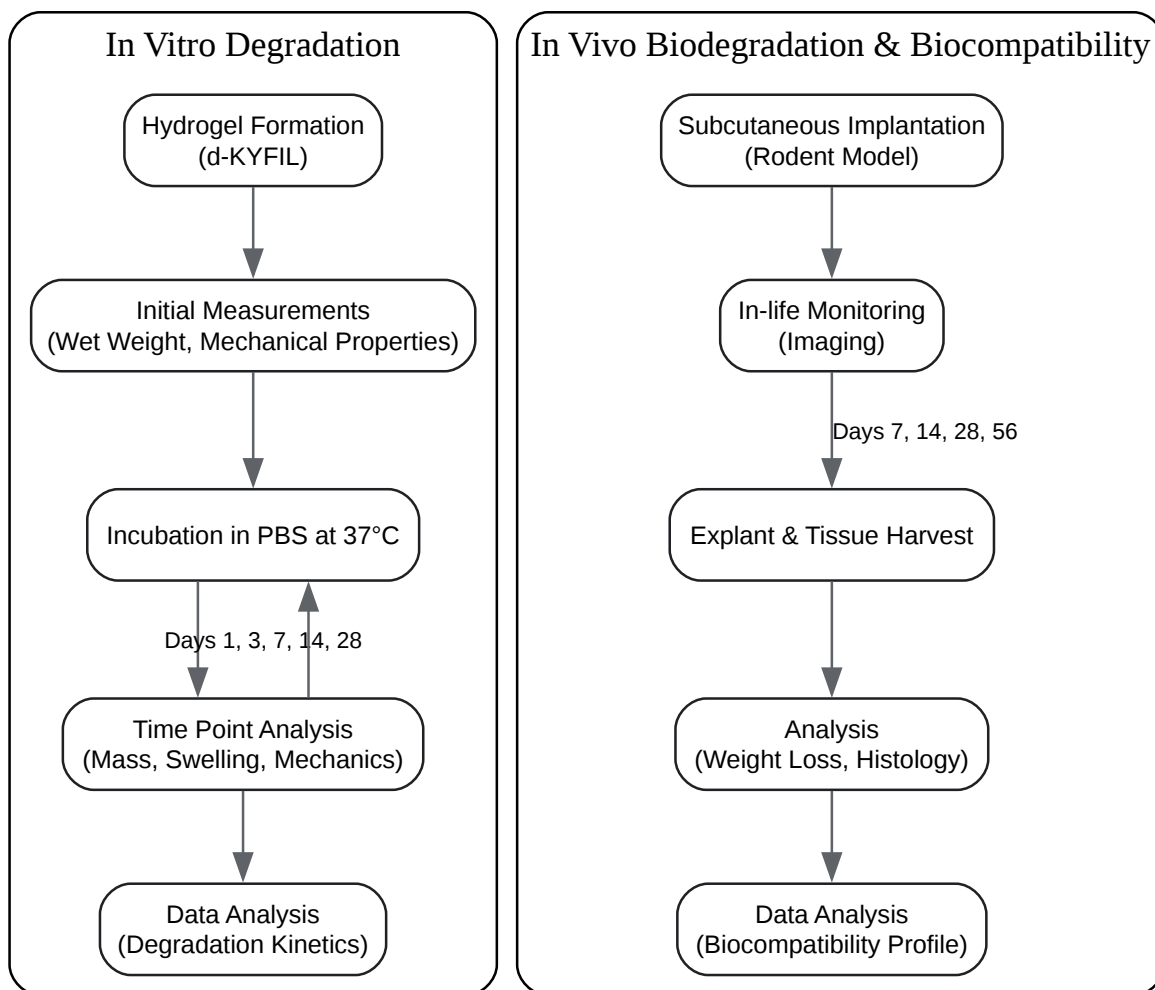 In Vitro Degradation
Hydrogel Formation
(d-KYFIL)
Initial Measurements
(Wet Weight, Mechanical Properties)
Incubation in PBS at 37°C
Days 1, 3, 7, 14, 28
Time Point Analysis
(Mass, Swelling, Mechanics)
Data Analysis
(Degradation Kinetics)
In Vivo Biodegradation & Biocompatibility
Subcutaneous Implantation
(Rodent Model)
In-life Monitoring
(Imaging)
Days 7, 14, 28, 56
Explant & Tissue Harvest
Analysis
(Weight Loss, Histology)
Data Analysis
(Biocompatibility Profile)